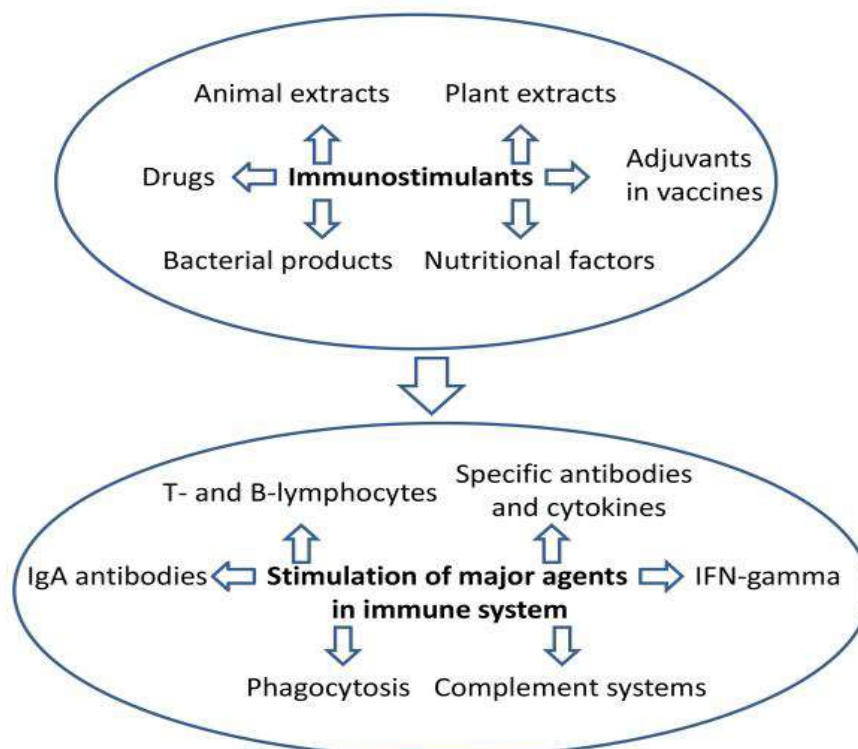 Animal extracts
Plant extracts
Drugs
Immunostimulants
Adjuvants
in vaccines
Bacterial products
Nutritional factors
T- and B-lymphocytes
Specific antibodies
and cytokines
IgA antibodies
Stimulation of major agents
in immune system
IFN-gamma
Phagocytosis
Complement systems